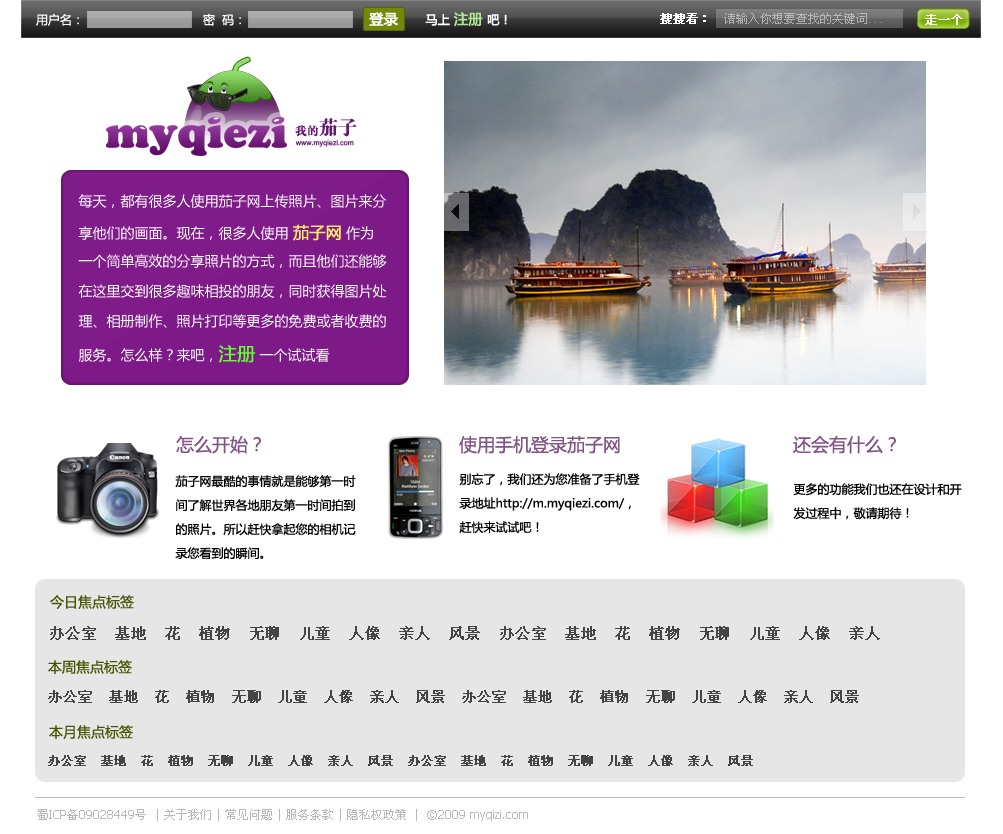 用户名： 密 码： 登录 马上 注册 吧！ 搜搜看： 请输入你想要查找的关键词... 走一个
myqiezi 我的茄子
www.myqiezi.com
每天，都有很多人使用茄子网上传照片、图片来分
享他们的画面。现在，很多人使用 茄子网 作为
一个简单高效的分享照片的方式，而且他们还能够
在这里交到很多趣味相投的朋友，同时获得图片处
理、相册制作、照片打印等更多的免费或者收费的
服务。怎么样？来吧，注册 一个试试看
Canon
怎么开始？
茄子网最酷的事情就是能够第一时
间了解世界各地朋友第一时间拍到
的照片。所以赶快拿起您的相机记
录您看到的瞬间。
NOKIA
使用手机登录茄子网
别忘了，我们还为您准备了手机登
录地址http://m.myqiezi.com/，
赶快来试试吧！
还会有什么？
更多的功能我们也还在设计和开
发过程中，敬请期待！
今日焦点标签
办公室 基地 花 植物 无聊 儿童 人像 亲人 风景 办公室 基地 花 植物 无聊 儿童 人像 亲人
本周焦点标签
办公室 基地 花 植物 无聊 儿童 人像 亲人 风景 办公室 基地 花 植物 无聊 儿童 人像 亲人 风景
本月焦点标签
办公室 基地 花 植物 无聊 儿童 人像 亲人 风景 办公室 基地 花 植物 无聊 儿童 人像 亲人 风景
蜀ICP备09028449号 | 关于我们 | 常见问题 | 服务条款 | 隐私权政策 | ©2009 myqizi.com